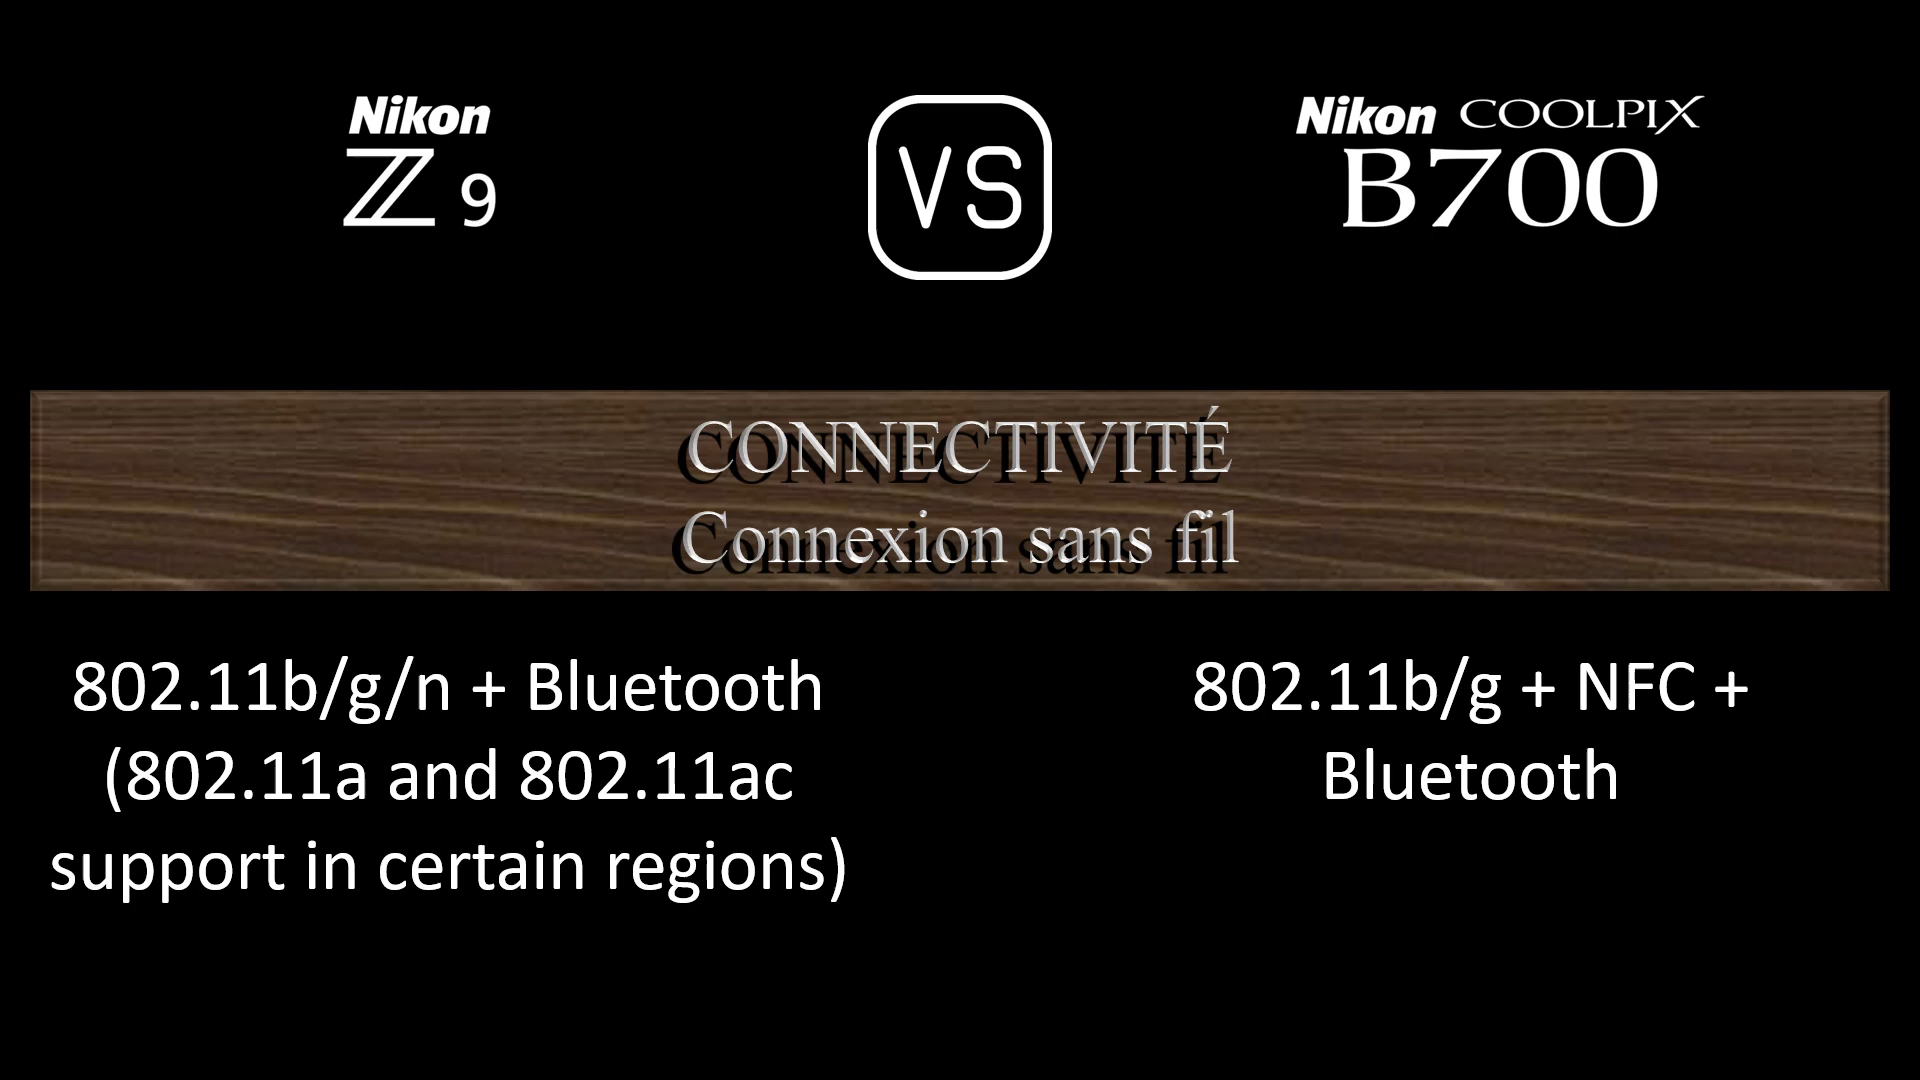 Nikon
Z 9
VS
Nikon COOLPIX
B700
CONNECTIVITÉ
Connexion sans fil
802.11b/g/n + Bluetooth
(802.11a and 802.11ac
support in certain regions)
802.11b/g + NFC +
Bluetooth